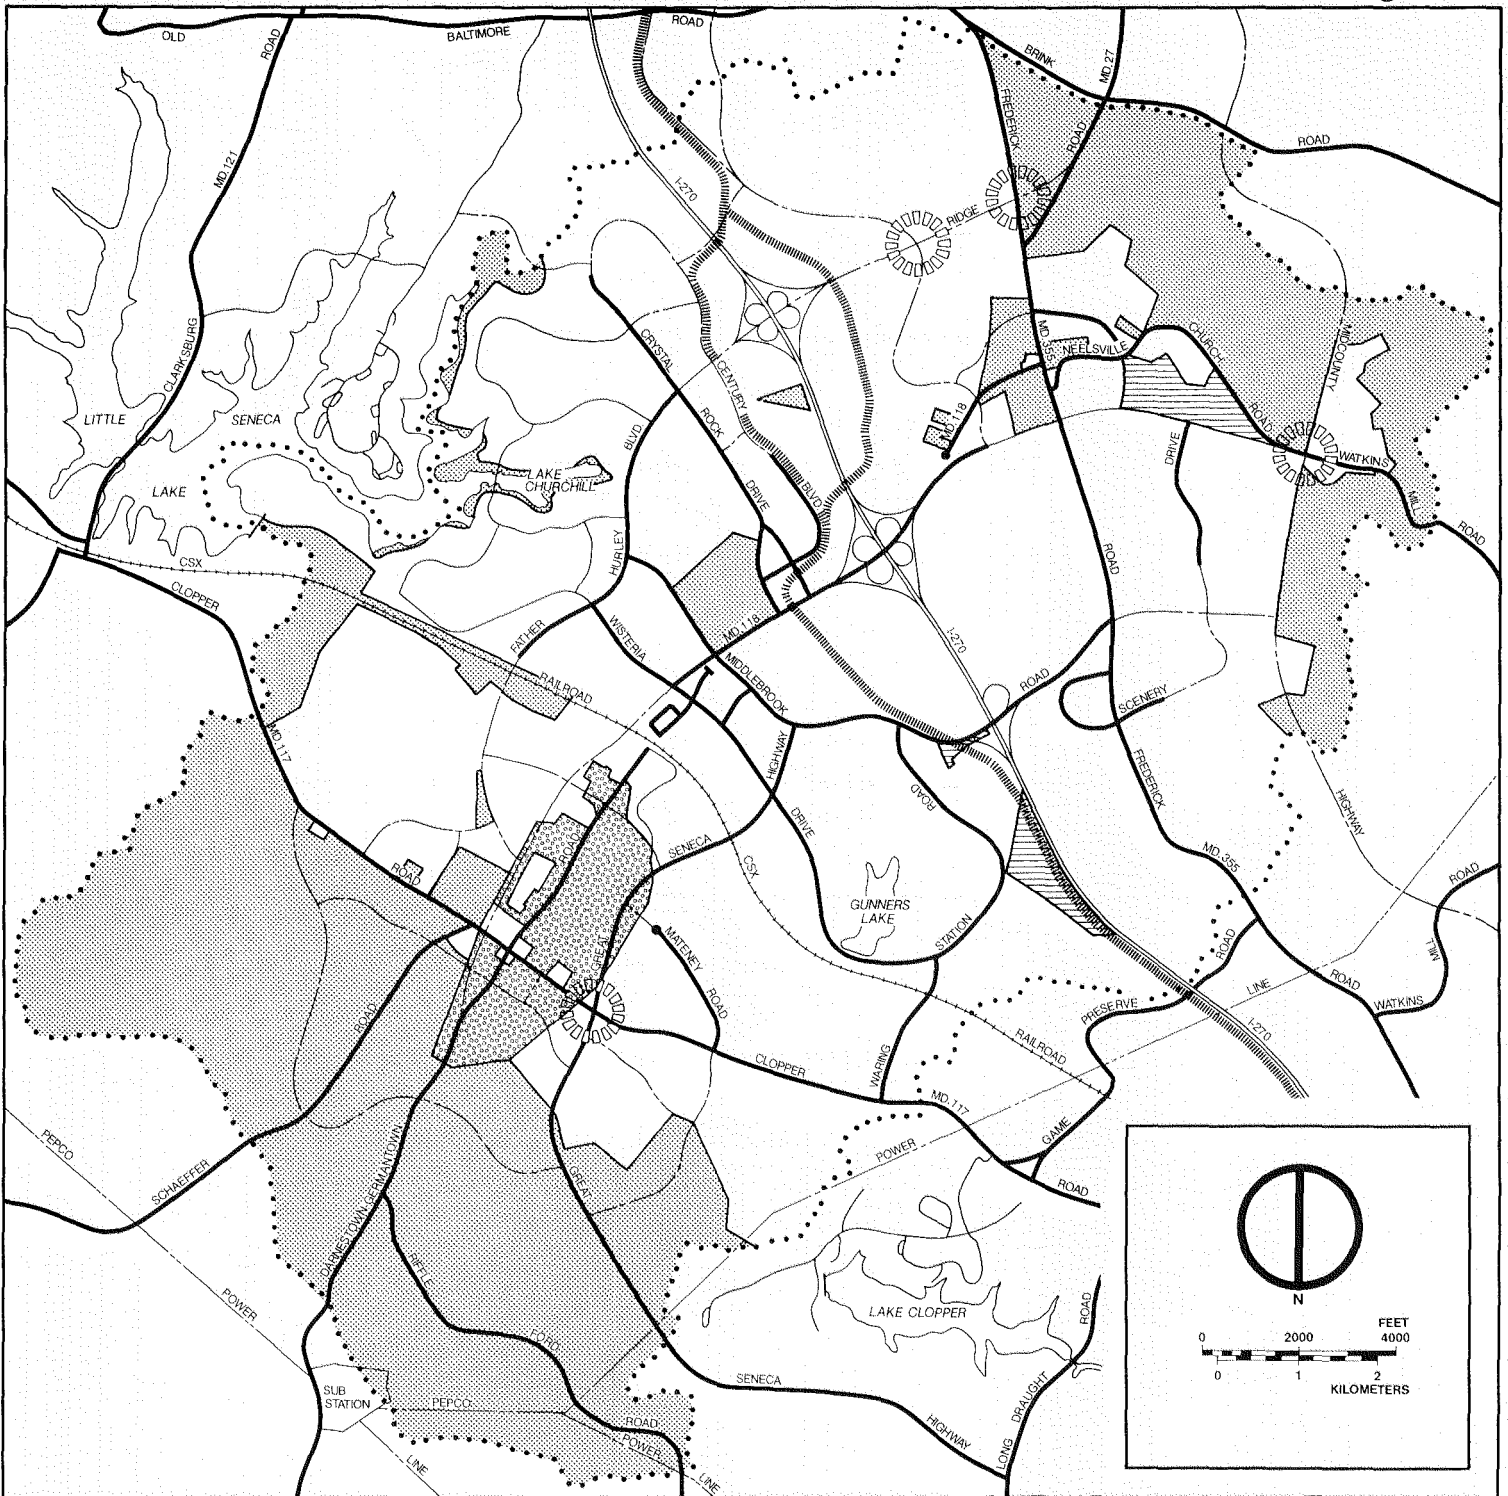 OLD
ROAD
BALTIMORE
ROAD
BRINK
MD.27
FREDERICK
ROAD
ROAD
MD.121
I-270
RIDGE
CLARKSBURG
LITTLE
SENECA
LAKE
CRYSTAL
ROCK
DRIVE
CENTURY
BLVD
BLVD
MD.355
NEELSVILLE
CHURCH
ROAD
MIDCOUNTY
MD.118
DRIVE
WATKINS
MILL
ROAD
LAKE
CHURCHILL
CSX
CLOPPER
HURLEY
FATHER
WISTERIA
MD.118
MIDDLEBROOK
ROAD
I-270
ROAD
SCENERY
RAILROAD
MD.117
HIGHWAY
ROAD
FREDERICK
HIGHWAY
DRIVE
SENECA
CSX
MD.355
ROAD
ROAD
ROAD
GUNNERS
LAKE
STATION
MATENEY
ROAD
GREAT
ROAD
MILL
ROAD
WATKINS
LINE
PRESERVE
I-270
ROAD
RAILROAD
CLOPPER
WARING
MD.117
GAME
ROAD
POWER
PEPCO
SCHAEFFER
DARNESTOWN
GERMANTOWN
GREAT
RIFFLE
FORD
ROAD
POWER
LAKE CLOPPER
ROAD
DRAUGHT
LONG
SENECA
HIGHWAY
SUB
STATION
PEPCO
POWER
LINE
LINE
N
FEET
0 2000 4000
0 1 2
KILOMETERS